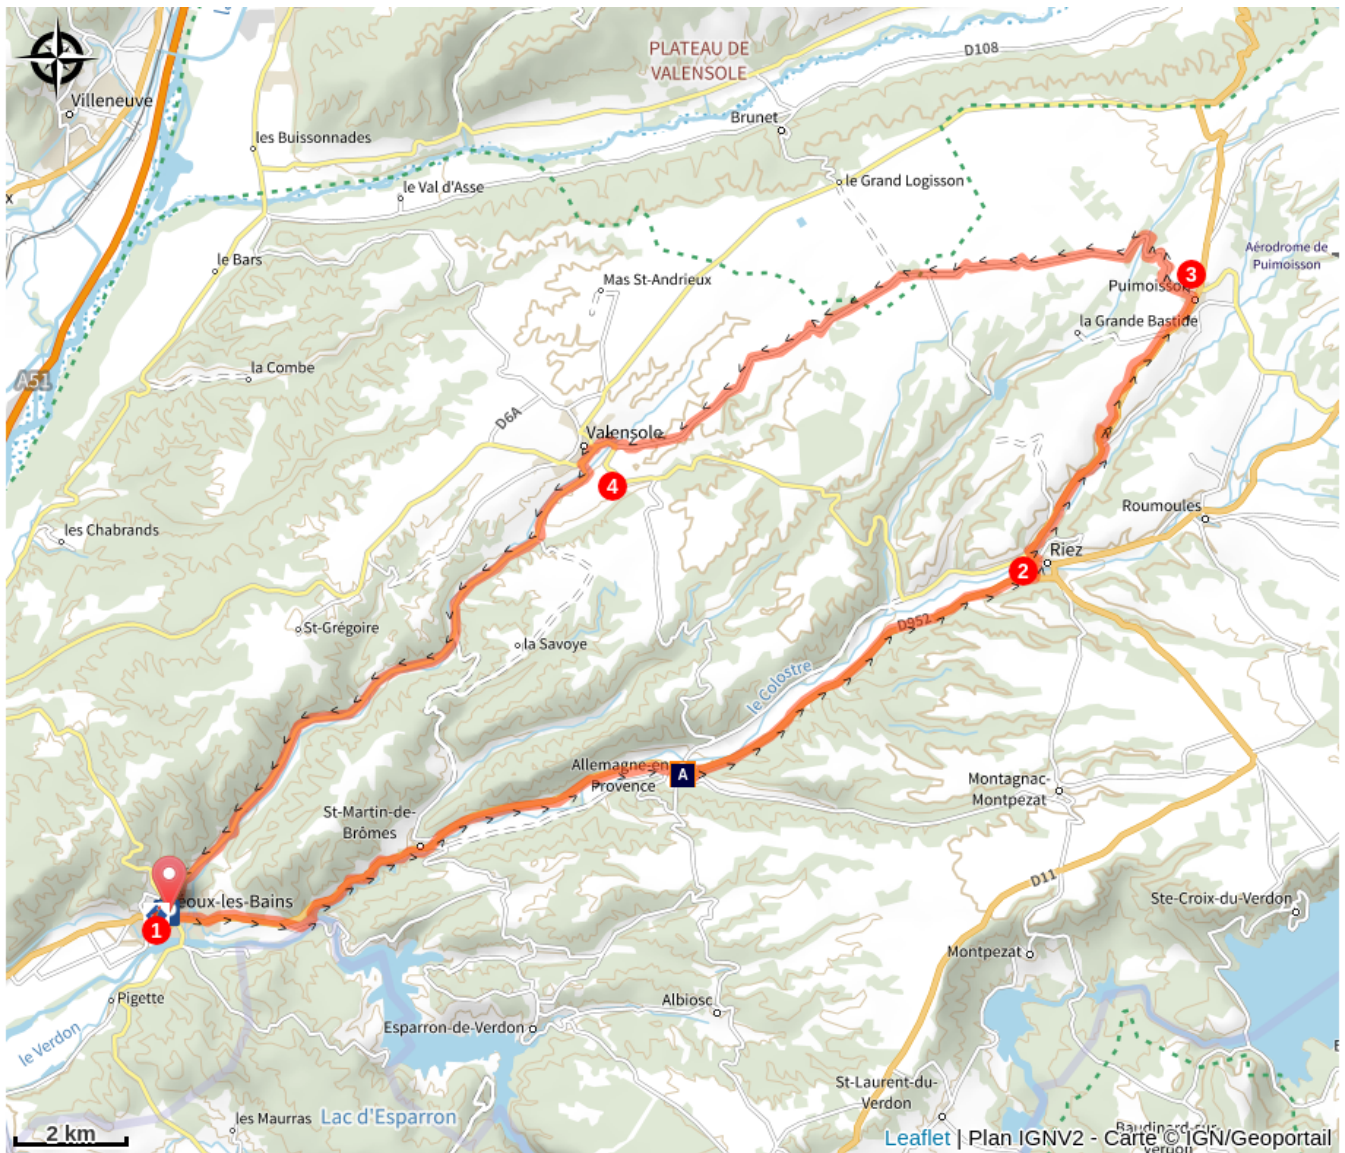 PLATEAU DE
VALENSOLE
D108
Villeneuve
Brunet
les Buissonnades
le Val d'Asse
le Grand Logisson
le Bars
Aérodrome de
Puimoisson
Mas St-Andrieux
3
Puimoisson
la Grande Bastide
la Combe
A51
D6A
Valensole
4
Roumoules
les Chabrands
Riez
2
St-Grégoire
D952
la Savoye
le Colostre
Allemagne-en-
Provence
A
Montagnac-
Montpezat
St-Martin-de-
Brômes
D11
eoux-les-Bains
Ste-Croix-du-Verdon
1
Montpezat
Pigette
Albiosc
Esparron-de-Verdon
le Verdon
St-Laurent-du-
Verdon
les Maurras
Lac d'Esparron
Baudinard-sur-
Verdon
2 km
Leaflet | Plan IGNV2 - Carte © IGN/Geoportail